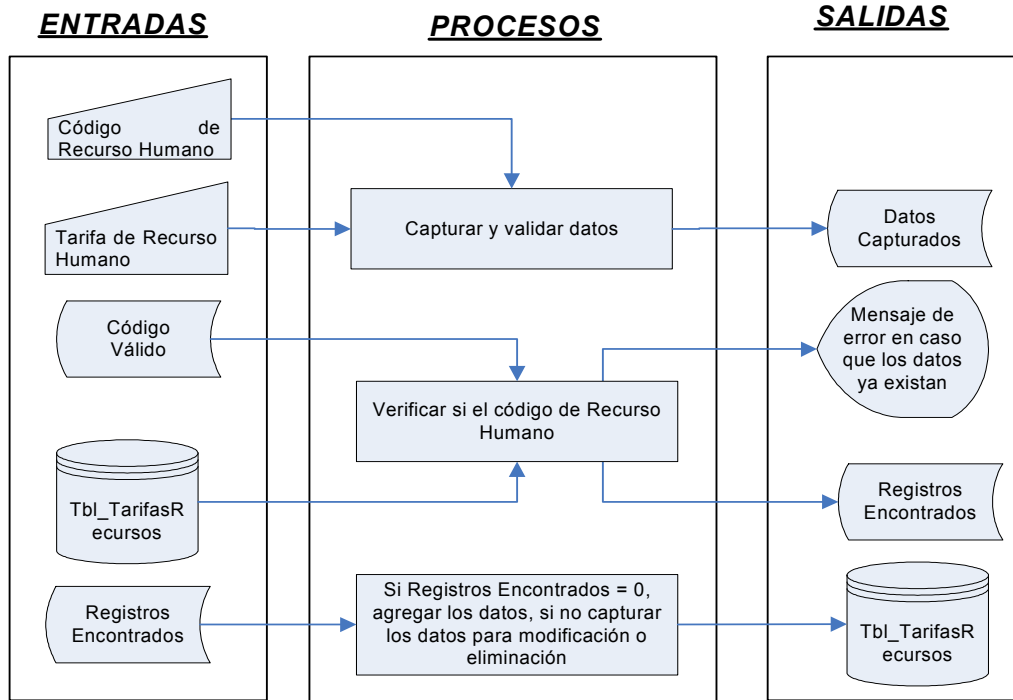 ENTRADAS
PROCESOS
SALIDAS
Código de
Recurso Humano
Tarifa de Recurso
Humano
Capturar y validar datos
Datos
Capturados
Código
Válido
Mensaje de
error en caso
que los datos
ya existan
Verificar si el código de Recurso
Humano
Tbl_TarifasR
ecursos
Registros
Encontrados
Registros
Encontrados
Si Registros Encontrados = 0,
agregar los datos, si no capturar
los datos para modificación o
eliminación
Tbl_TarifasR
ecursos